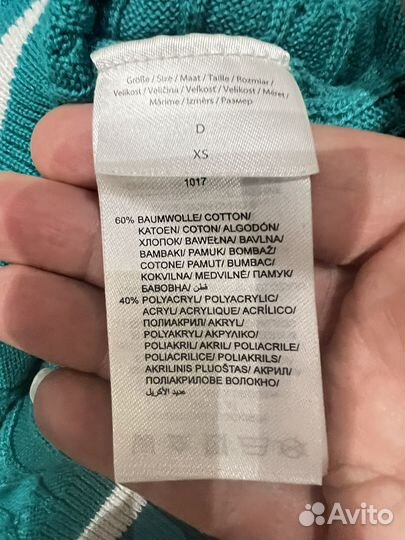 Größe / Size / Maat / Taille / Rozmiar /
Velikost / Veličina / Veľkosť / Velikost / Méret /
Mărime / Izmērs / Размер
D
XS
1017
60% BAUMWOLLE/ COTTON/
KATOEN/ COTON/ ALGODÓN/
ХЛОПОК/ BAWEŁNA/ BAVLNA/
BAMBAKI/ PAMUK/ BOMBAŽ/
COTONE/ PAMUT/ BUMBAC/
KOKVILNA/ MEDVILNĖ/ ПАМУК/
БАВОВНА/ قطن/
40% POLYACRYL/ POLYACRYLIC/
ACRYL/ ACRYLIQUE/ ACRÍLICO/
ПОЛИАКРИЛ/ AKRYL/
POLYAKRYL/ ΑΚΡΥΛΙΚΟ/
POLIAKRIL/ AKRIL/ POLIACRILE/
POLIACRILICE/ POLIAKRILS/
AKRILINIS PLUOŠTAS/ АКРИЛ/
ПОЛІАКРИЛОВЕ ВОЛОКНО/
عديد الأكريل/
Avito